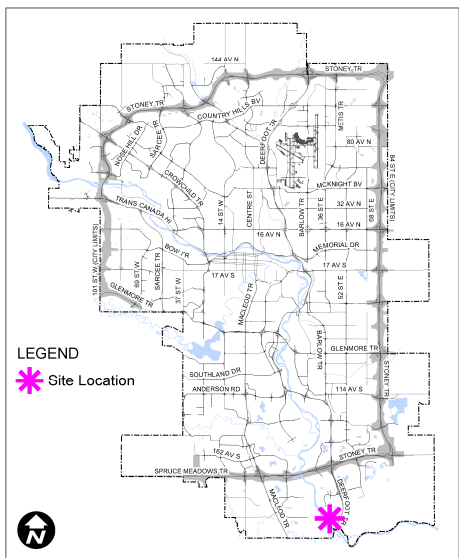 144 AV N
STONEY TR
STONEY TR
COUNTRY HILLS BV
METIS TR
NOSE HILL DR
SARCEE TR
DEERFOOT TR
80 AV N
CROWCHILD TR
MCKNIGHT BV
84 ST E (CITY LIMITS)
TRANS CANADA HI
14 ST W
CENTRE ST
BARLOW TR
36 ST E
32 AV N
68 ST E
16 AV N
16 AV N
101 ST W (CITY LIMITS)
BOW TR
MEMORIAL DR
69 ST W
SARCEE TR
37 ST W
17 AV S
17 AV S
GLENMORE TR
MACLEOD TR
52 ST E
BARLOW TR
GLENMORE TR
LEGEND
Site Location
SOUTHLAND DR
STONEY TR
ANDERSON RD
114 AV S
162 AV S
STONEY TR
SPRUCE MEADOWS TR
MACLEOD TR
DEERFOOT
N